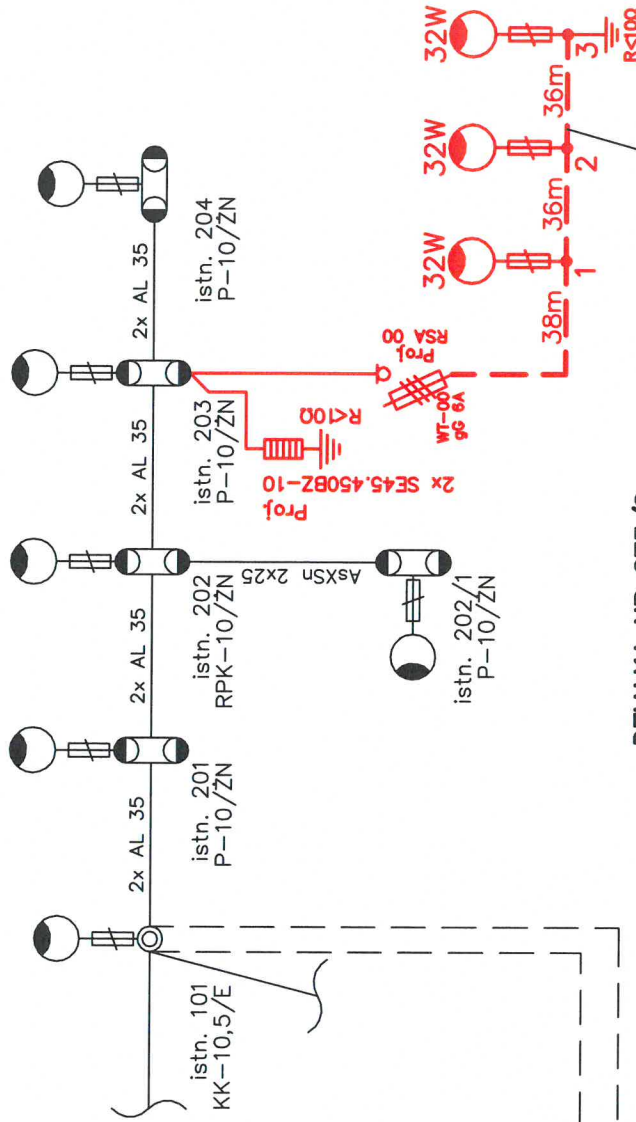 2x AL 35
istn. 204
P-10/ŻN
2x AL 35
istn. 203
P-10/ŻN
2x AL 35
istn. 202
RPK-10/ŻN
2x AL 35
istn. 201
P-10/ŻN
istn. 101
KK-10,5/E
AsXSn 2x25
istn. 202/1
P-10/ŻN
Proj.
2x SE45.450BZ-10
R<10Ω
Proj.
RSA 00
WT-00
gG 6A
38m
1
32W
36m
2
32W
36m
3
32W